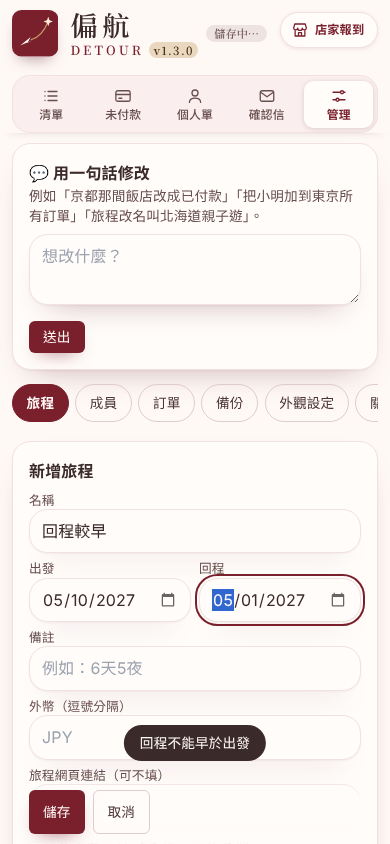 偏航
DETOUR v1.3.0
儲存中…
店家報到
清單
未付款
個人單
確認信
管理
💬 用一句話修改
例如「京都那間飯店改成已付款」「把小明加到東京所
有訂單」「旅程改名叫北海道親子遊」。
想改什麼？
送出
旅程
成員
訂單
備份
外觀設定
新增旅程
名稱
回程較早
出發
回程
05/10/2027
05/01/2027
備註
例如：6天5夜
外幣（逗號分隔）
JPY
回程不能早於出發
旅程網頁連結（可不填）
儲存
取消